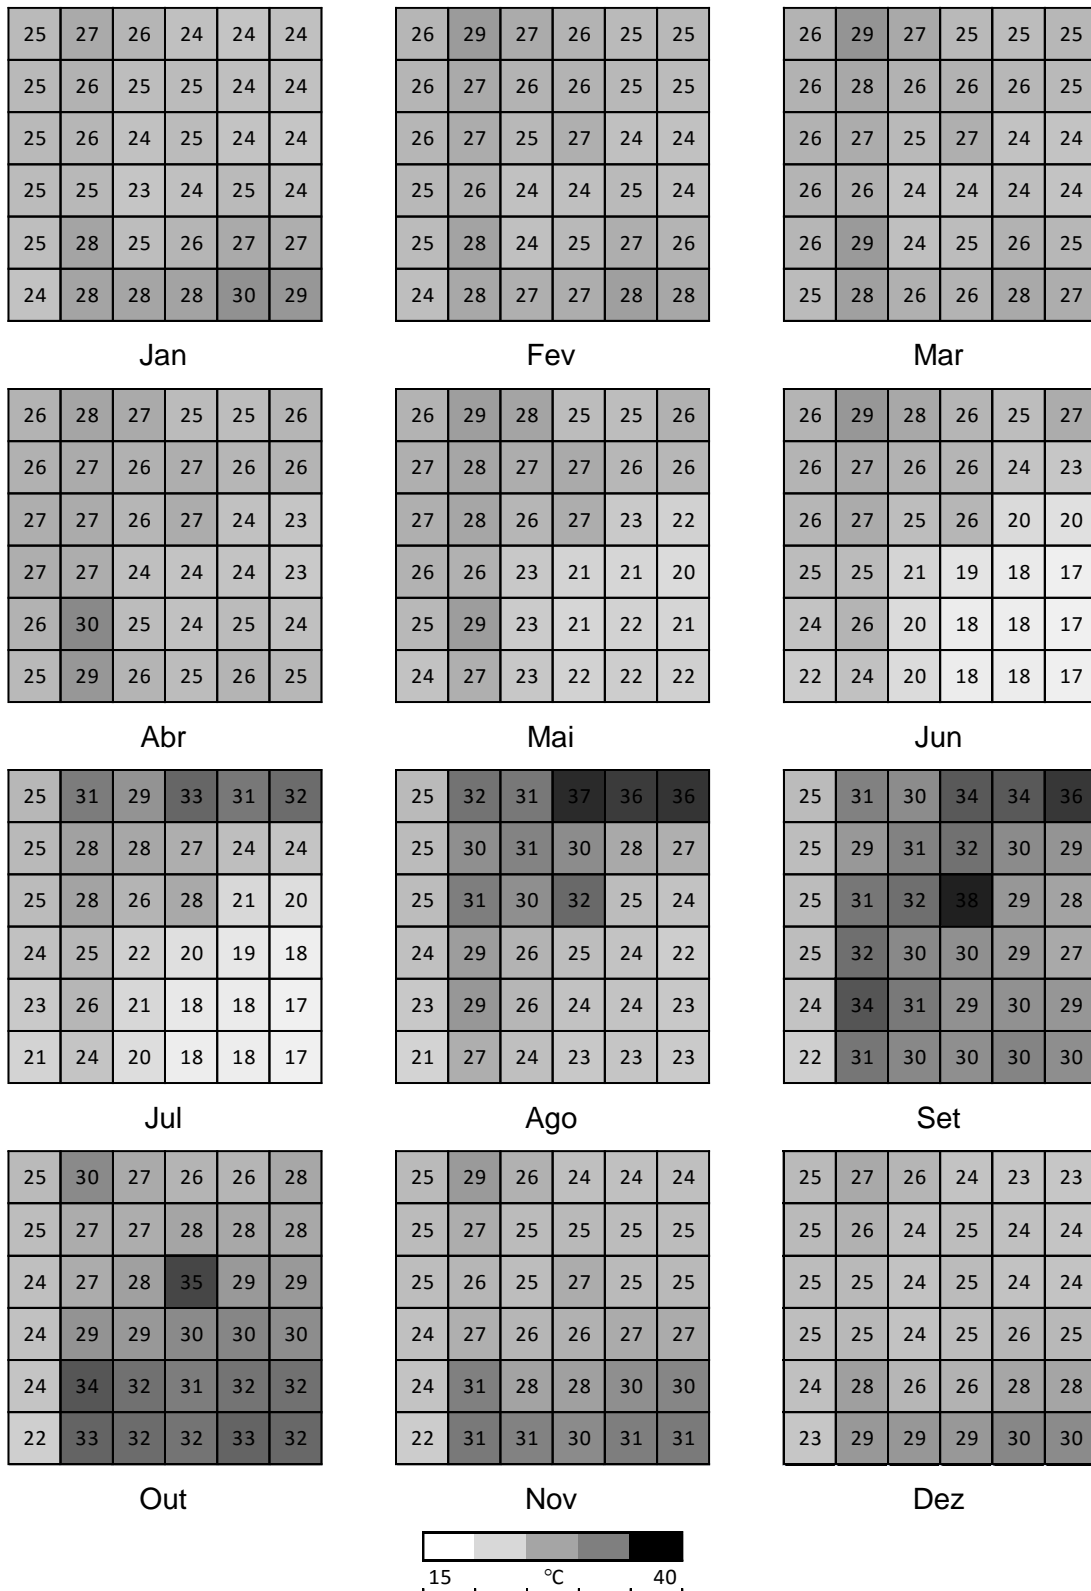 25 27 26 24 24 24 26 29 27 26 25 25 26 29 27 25 25 25
25 26 25 25 24 24 26 27 26 26 25 25 26 28 26 26 26 25
25 26 24 25 24 24 26 27 25 27 24 24 26 27 25 27 24 24
25 25 23 24 25 24 25 26 24 24 25 24 26 26 24 24 24 24
25 28 25 26 27 27 25 28 24 25 27 26 26 29 24 25 26 25
24 28 28 28 30 29 24 28 27 27 28 28 25 28 26 26 28 27
Jan Fev Mar
26 28 27 25 25 26 26 29 28 25 25 26 26 29 28 26 25 27
26 27 26 27 26 26 27 28 27 27 26 26 26 27 26 26 24 23
27 27 26 27 24 23 27 28 26 27 23 22 26 27 25 26 20 20
27 27 24 24 24 23 26 26 23 21 21 20 25 25 21 19 18 17
26 30 25 24 25 24 25 29 23 21 22 21 24 26 20 18 18 17
25 29 26 25 26 25 24 27 23 22 22 22 22 24 20 18 18 17
Abr Mai Jun
25 31 29 33 31 32 25 32 31 37 36 36 25 31 30 34 34 36
25 28 28 27 24 24 25 30 31 30 28 27 25 29 31 32 30 29
25 28 26 28 21 20 25 31 30 32 25 24 25 31 32 38 29 28
24 25 22 20 19 18 24 29 26 25 24 22 25 32 30 30 29 27
23 26 21 18 18 17 23 29 26 24 24 23 24 34 31 29 30 29
21 24 20 18 18 17 21 27 24 23 23 23 22 31 30 30 30 30
Jul Ago Set
25 30 27 26 26 28 25 29 26 24 24 24 25 27 26 24 23 23
25 27 27 28 28 28 25 27 25 25 25 25 25 26 24 25 24 24
24 27 28 35 29 29 25 26 25 27 25 25 25 25 24 25 24 24
24 29 29 30 30 30 24 27 26 26 27 27 25 25 24 25 26 25
24 34 32 31 32 32 24 31 28 28 30 30 24 28 26 26 28 28
22 33 32 32 33 32 22 31 31 30 31 31 23 29 29 29 30 30
Out Nov Dez
15 °C 40